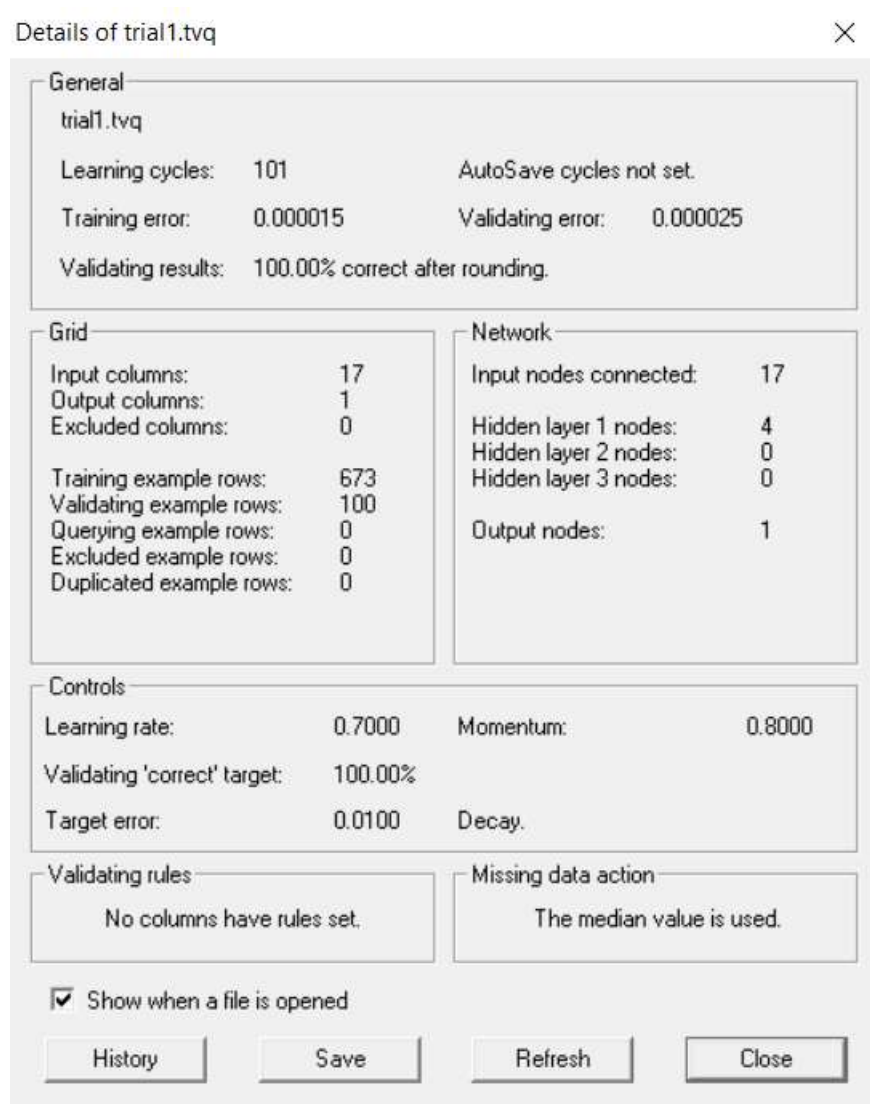 Details of trial1.tvq
General
trial1.tvq
Learning cycles: 101 AutoSave cycles not set.
Training error: 0.000015 Validating error: 0.000025
Validating results: 100.00% correct after rounding.
Grid
Input columns: 17
Output columns: 1
Excluded columns: 0
Training example rows: 673
Validating example rows: 100
Querying example rows: 0
Excluded example rows: 0
Duplicated example rows: 0
Network
Input nodes connected: 17
Hidden layer 1 nodes: 4
Hidden layer 2 nodes: 0
Hidden layer 3 nodes: 0
Output nodes: 1
Controls
Learning rate: 0.7000 Momentum: 0.8000
Validating 'correct' target: 100.00%
Target error: 0.0100 Decay.
Validating rules
No columns have rules set.
Missing data action
The median value is used.
Show when a file is opened
History Save Refresh Close